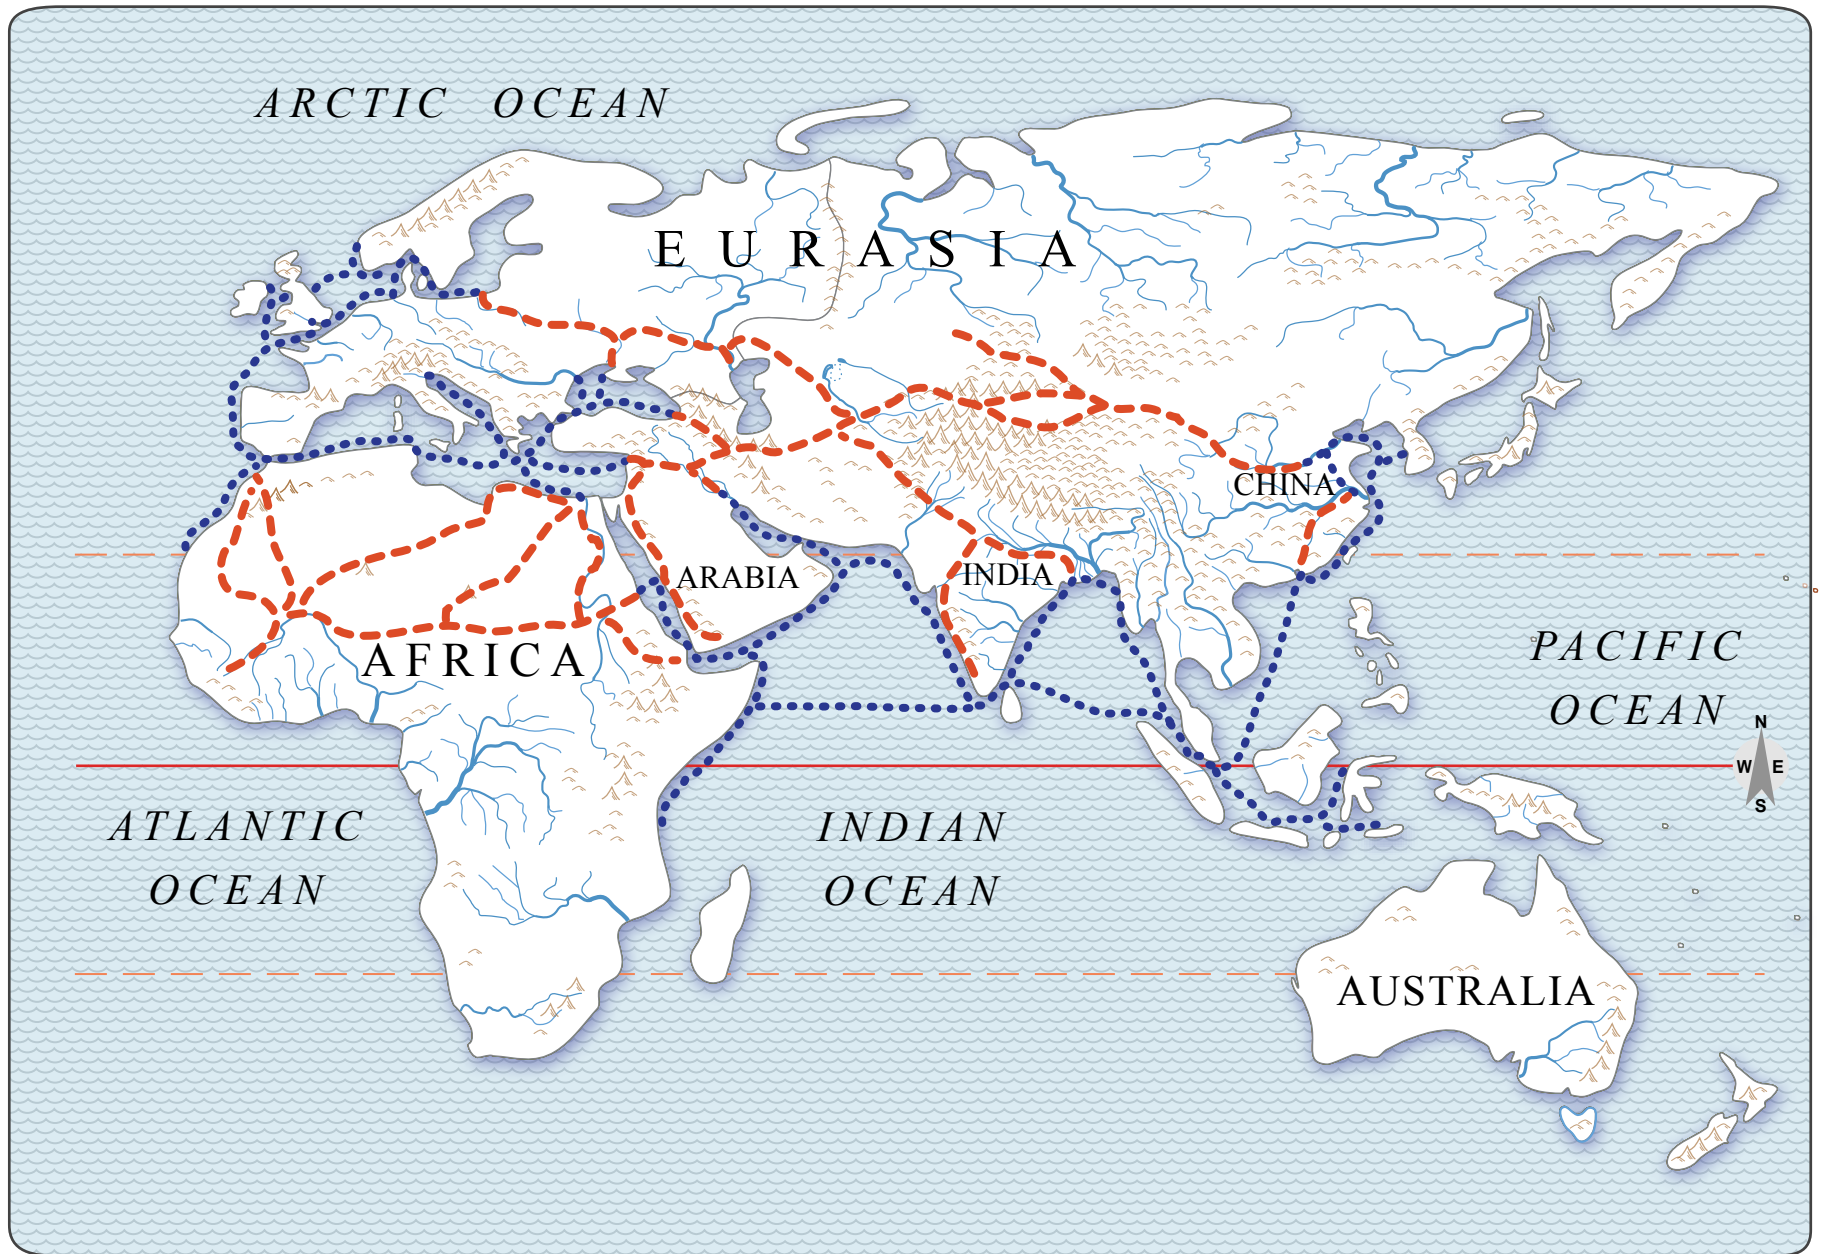 ARCTIC OCEAN
EURASIA
CHINA
ARABIA
INDIA
AFRICA
PACIFIC
OCEAN
N
W E
S
ATLANTIC
OCEAN
INDIAN
OCEAN
AUSTRALIA